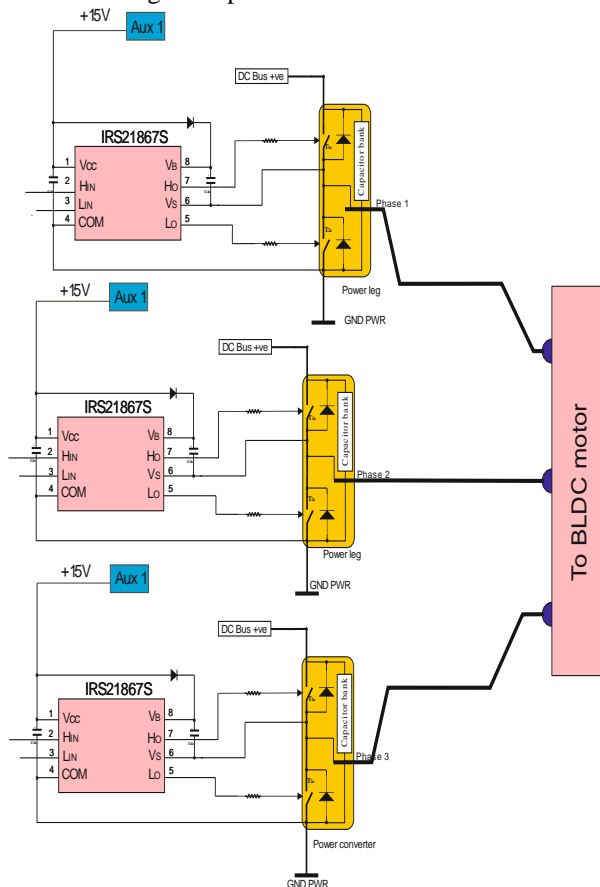 +15V
Aux 1
DC Bus +ve
IRS21867S
1 Vcc VB 8
2 HIN HO 7
3 LIN VS 6
4 COM LO 5
Capacitor bank
Phase 1
Power leg
GND PWR
+15V
Aux 1
DC Bus +ve
IRS21867S
1 Vcc VB 8
2 HIN HO 7
3 LIN VS 6
4 COM LO 5
Capacitor bank
Phase 2
Power leg
GND PWR
+15V
Aux 1
DC Bus +ve
IRS21867S
1 Vcc VB 8
2 HIN HO 7
3 LIN VS 6
4 COM LO 5
Capacitor bank
Phase 3
Power converter
GND PWR
To BLDC motor